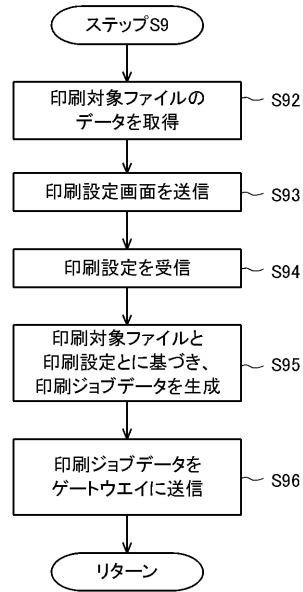 ステップS9
印刷対象ファイルの
データを取得
S92
印刷設定画面を送信
S93
印刷設定を受信
S94
印刷対象ファイルと
印刷設定とに基づき、
印刷ジョブデータを生成
S95
印刷ジョブデータを
ゲートウエイに送信
S96
リターン